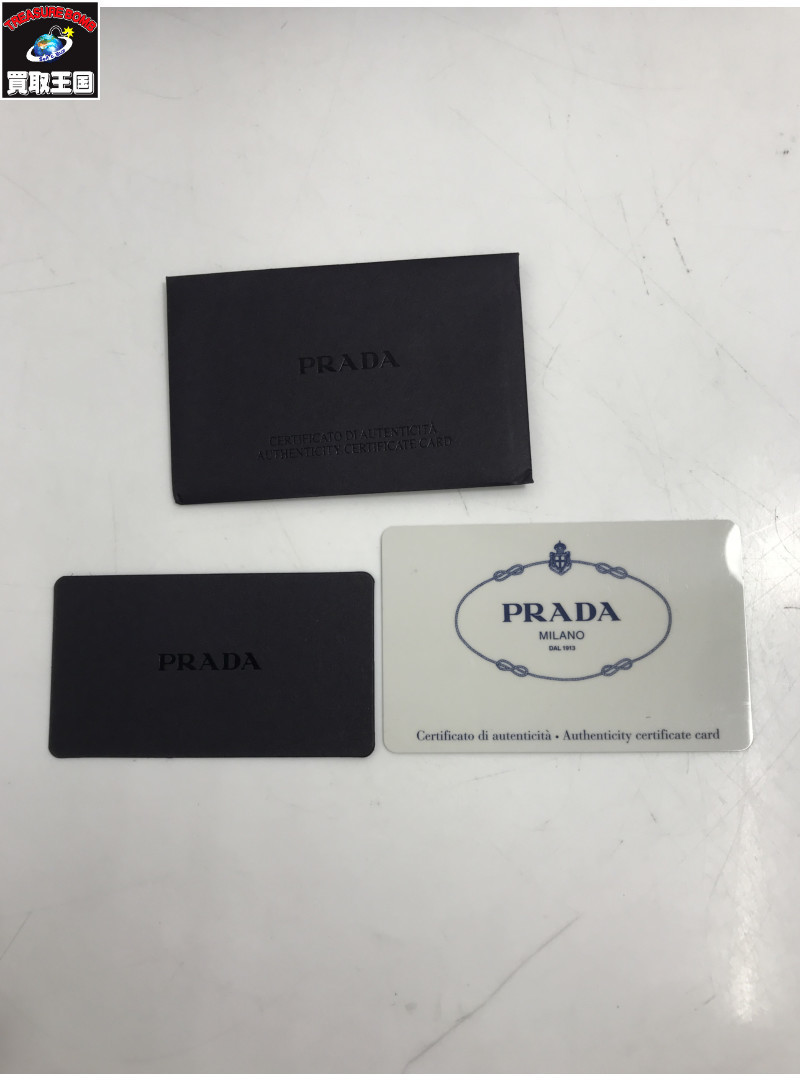 TREASURE BOMB
買取王国
PRADA
CERTIFICATO DI AUTENTICITÀ
AUTHENTICITY CERTIFICATE CARD
PRADA
PRADA
MILANO
DAL 1913
Certificato di autenticità • Authenticity certificate card